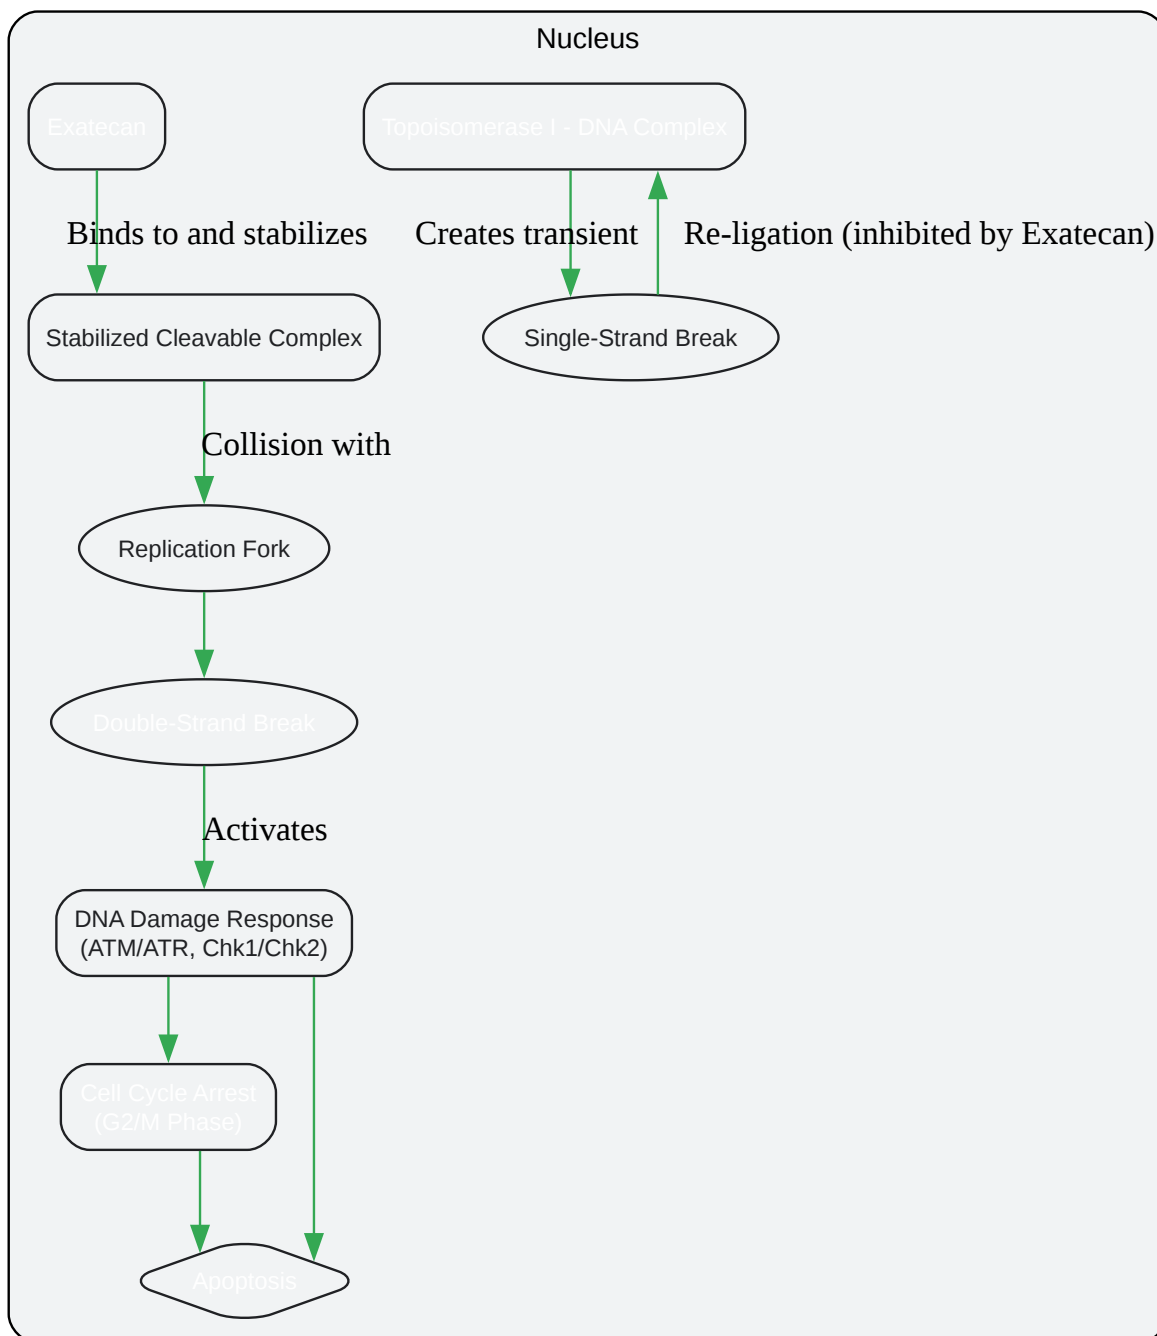 Nucleus
Exatecan
Topoisomerase I - DNA Complex
Binds to and stabilizes
Creates transient
Re-ligation (inhibited by Exatecan)
Stabilized Cleavable Complex
Single-Strand Break
Collision with
Replication Fork
Double-Strand Break
Activates
DNA Damage Response
(ATM/ATR, Chk1/Chk2)
Cell Cycle Arrest
(G2/M Phase)
Apoptosis